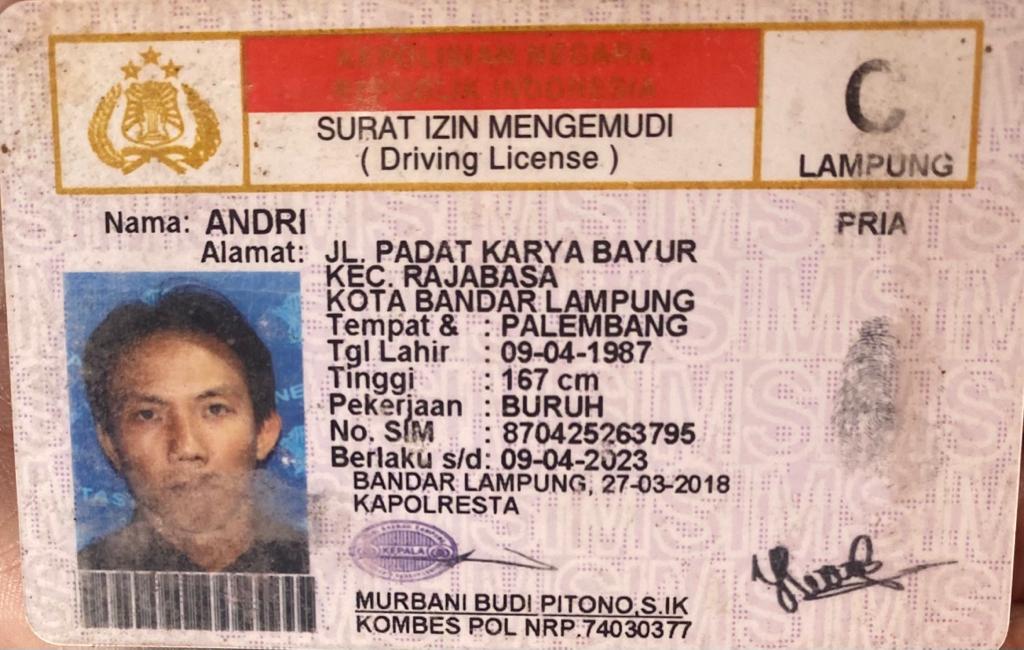 KEPOLISIAN NEGARA
REPUBLIK INDONESIA
SURAT IZIN MENGEMUDI
( Driving License )
C
LAMPUNG
Nama: ANDRI
PRIA
Alamat: JL. PADAT KARYA BAYUR
KEC. RAJABASA
KOTA BANDAR LAMPUNG
Tempat & : PALEMBANG
Tgl Lahir : 09-04-1987
Tinggi : 167 cm
Pekerjaan : BURUH
No. SIM : 870425263795
Berlaku s/d: 09-04-2023
BANDAR LAMPUNG, 27-03-2018
KAPOLRESTA
KEPALA
MURBANI BUDI PITONO,S.IK
KOMBES POL NRP.74030377